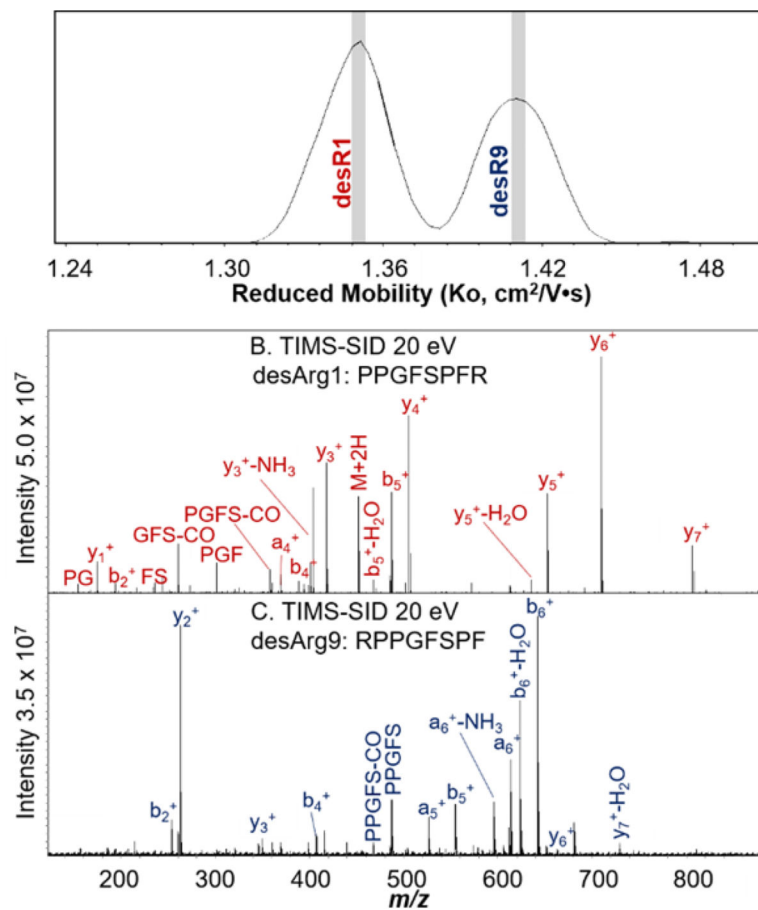 desR1
desR9
1.24 1.30 1.36 1.42 1.48
Reduced Mobility (Ko, cm²/V•s)
B. TIMS-SID 20 eV
desArg1: PPGFSPFR
Intensity 5.0 x 10⁷
PG
y₁⁺
b₂⁺
FS
GFS-CO
PGF
PGFS-CO
a₄⁺
b₄⁺
y₃⁺-NH₃
y₃⁺
M+2H
b₅⁺-H₂O
b₅⁺
y₄⁺
y₅⁺-H₂O
y₅⁺
y₆⁺
y₇⁺
C. TIMS-SID 20 eV
desArg9: RPPGFSPF
Intensity 3.5 x 10⁷
b₂⁺
y₂⁺
y₃⁺
b₄⁺
PPGFS-CO
PPGFS
a₅⁺
b₅⁺
a₆⁺-NH₃
a₆⁺
b₆⁺-H₂O
b₆⁺
y₆⁺
y₇⁺-H₂O
200 300 400 500 600 700 800
m/z